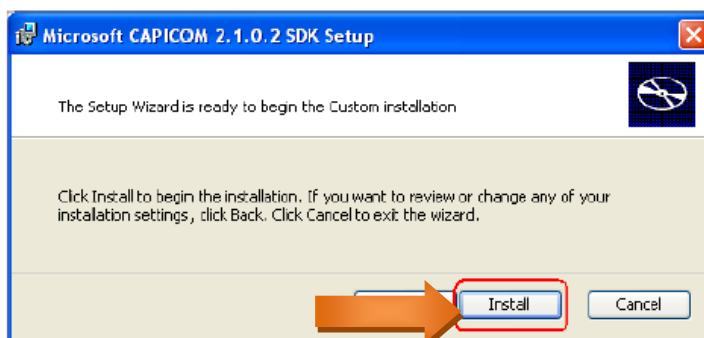 Microsoft CAPICOM 2.1.0.2 SDK Setup
The Setup Wizard is ready to begin the Custom installation
Click Install to begin the installation. If you want to review or change any of your
installation settings, click Back. Click Cancel to exit the wizard.
Install
Cancel